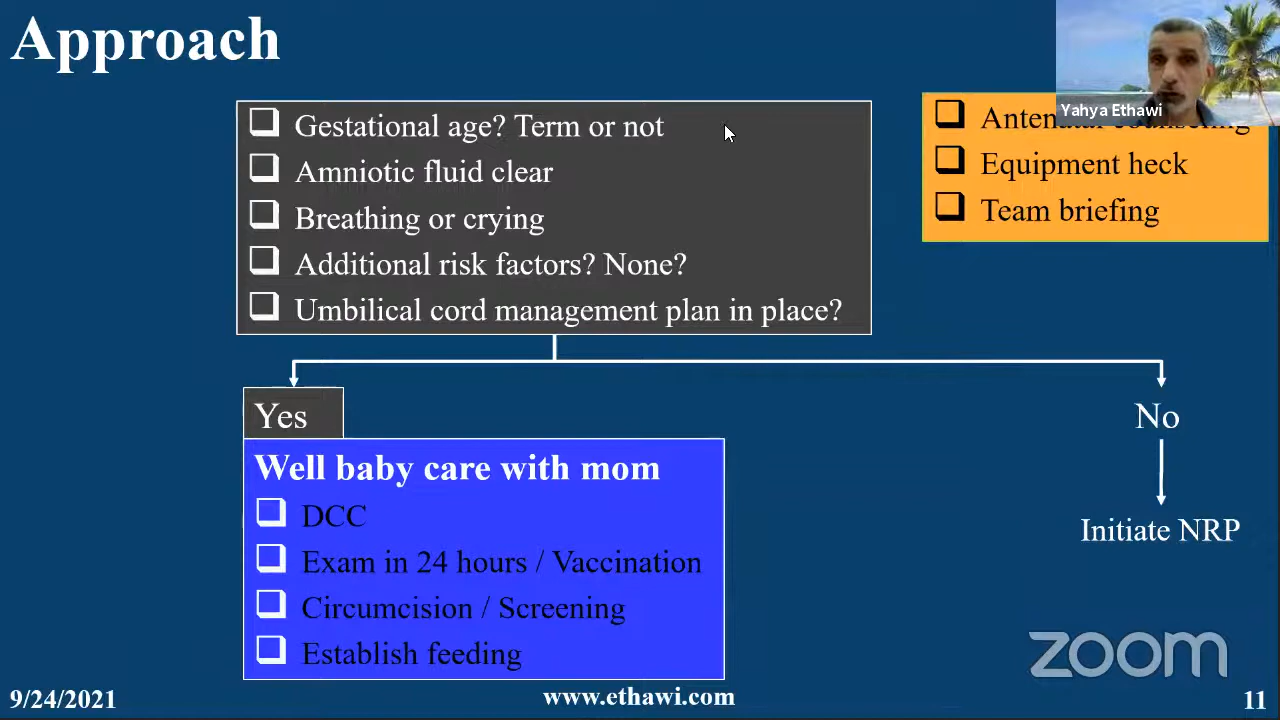 Approach
Yahya Ethawi
Gestational age? Term or not
Amniotic fluid clear
Breathing or crying
Additional risk factors? None?
Umbilical cord management plan in place?
Antenatal counseling
Equipment heck
Team briefing
Yes
No
Well baby care with mom
DCC
Exam in 24 hours / Vaccination
Circumcision / Screening
Establish feeding
Initiate NRP
zoom
9/24/2021
www.ethawi.com
11